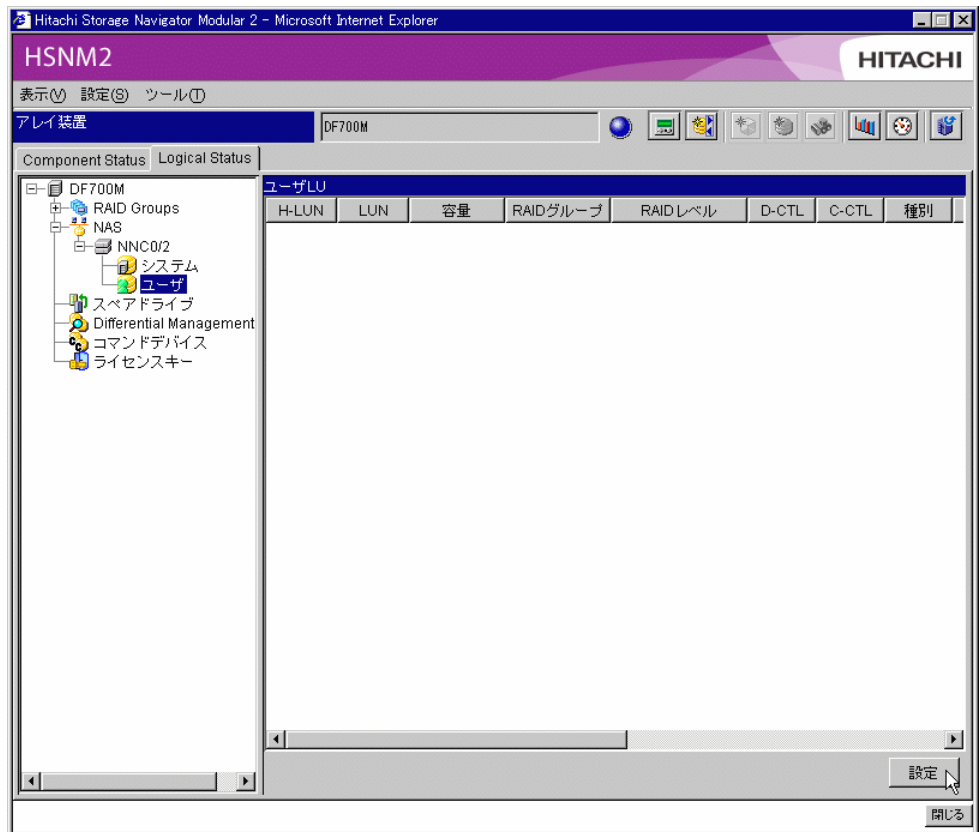 Hitachi Storage Navigator Modular 2 - Microsoft Internet Explorer
HSNM2 HITACHI
表示(V) 設定(S) ツール(T)
アレイ装置 DF700M
Component Status Logical Status
DF700M
RAID Groups
NAS
NNC0/2
システム
ユーザ
スペアドライブ
Differential Management
コマンドデバイス
ライセンスキー
ユーザLU
H-LUN LUN 容量 RAIDグループ RAIDレベル D-CTL C-CTL 種別
設定
閉じる